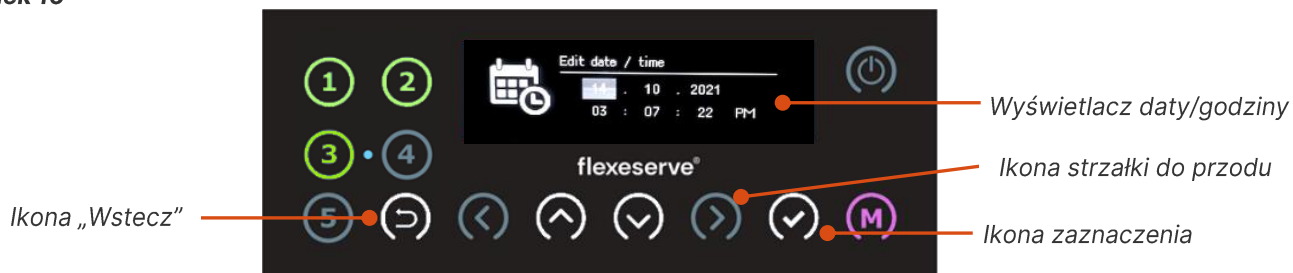 1 2
Edit date / time
14 . 10 . 2021
03 : 07 : 22 PM
Wyświetlacz daty/godziny
3 4
flexeserve®
Ikona strzałki do przodu
Ikona „Wstecz”
5
M
Ikona zaznaczenia